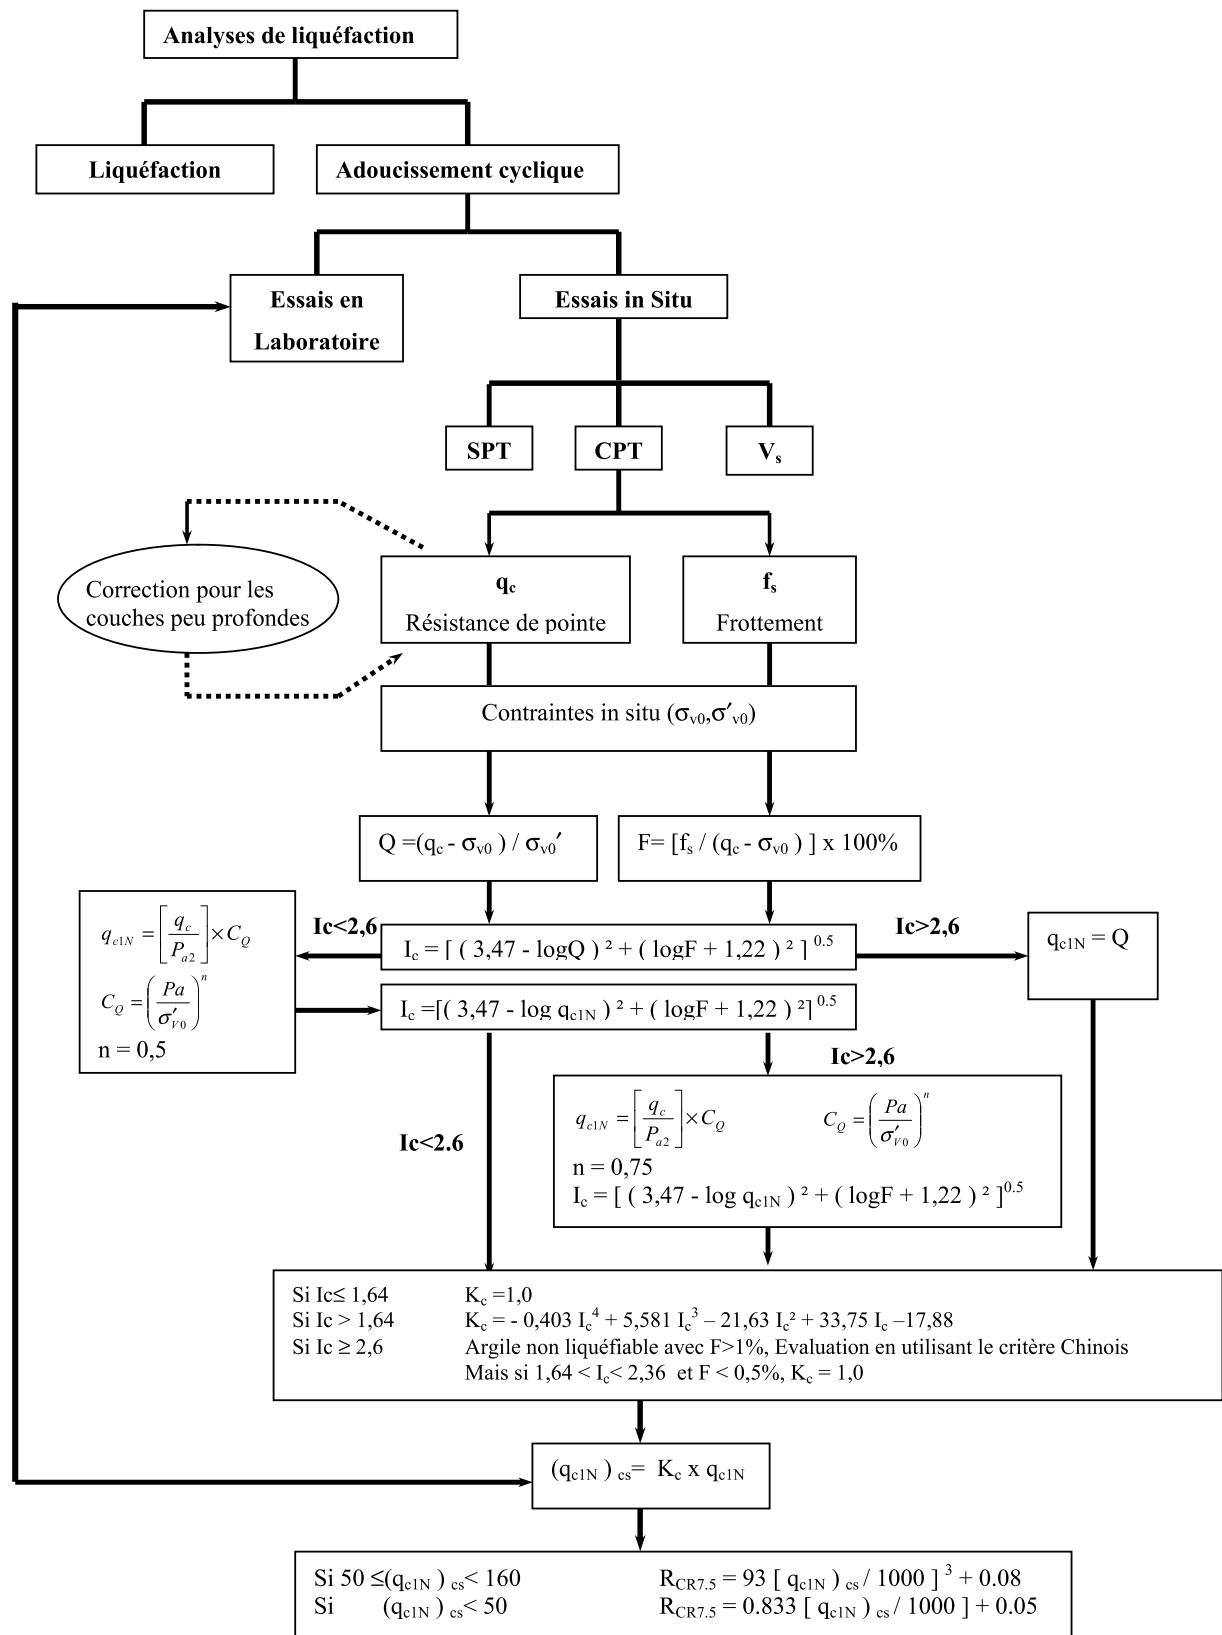 Analyses de liquéfaction
Liquéfaction
Adoucissement cyclique
Essais en
Laboratoire
Essais in Situ
SPT
CPT
Vs
Correction pour les
couches peu profondes
qc
Résistance de pointe
fs
Frottement
Contraintes in situ (σv0,σ′v0)
Q =(qc - σv0 ) / σv0′
F= [fs / (qc - σv0 ) ] x 100%
qc1N = [qc / Pa2] × CQ
CQ = (Pa / σ′V0)^n
n = 0,5
Ic<2,6
Ic = [ ( 3,47 - logQ ) ² + ( logF + 1,22 ) ² ] 0.5
Ic>2,6
qc1N = Q
Ic =[( 3,47 - log qc1N ) ² + ( logF + 1,22 ) ²] 0.5
Ic>2,6
Ic<2.6
qc1N = [qc / Pa2] × CQ CQ = (Pa / σ′V0)^n
n = 0,75
Ic = [ ( 3,47 - log qc1N ) ² + ( logF + 1,22 ) ² ] 0.5
Si Ic≤ 1,64 Kc =1,0
Si Ic > 1,64 Kc = - 0,403 Ic⁴ + 5,581 Ic³ – 21,63 Ic² + 33,75 Ic –17,88
Si Ic ≥ 2,6 Argile non liquéfiable avec F>1%, Evaluation en utilisant le critère Chinois
Mais si 1,64 < Ic< 2,36 et F < 0,5%, Kc = 1,0
(qc1N ) cs= Kc x qc1N
Si 50 ≤(qc1N ) cs< 160 RCR7.5 = 93 [ qc1N ) cs / 1000 ] ³ + 0.08
Si (qc1N ) cs< 50 RCR7.5 = 0.833 [ qc1N ) cs / 1000 ] + 0.05